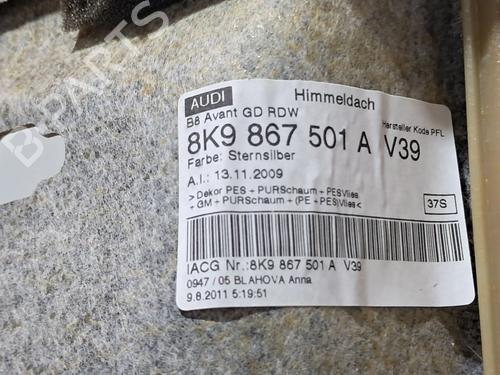 B-PARTS
AUDI Himmeldach
B8 Avant GD RDW Hersteller Kode PFL
8K9 867 501 A V39
Farbe: Sternsilber
A.I.: 13.11.2009
> Dekor PES + PURSchaum + PESVlies
+ GM + PURSchaum + (PE +PES)Vlies <
37S
IACG Nr.:8K9 867 501 A V39
0947 / 05 BLAHOVA Anna
9.8.2011 5:19:51